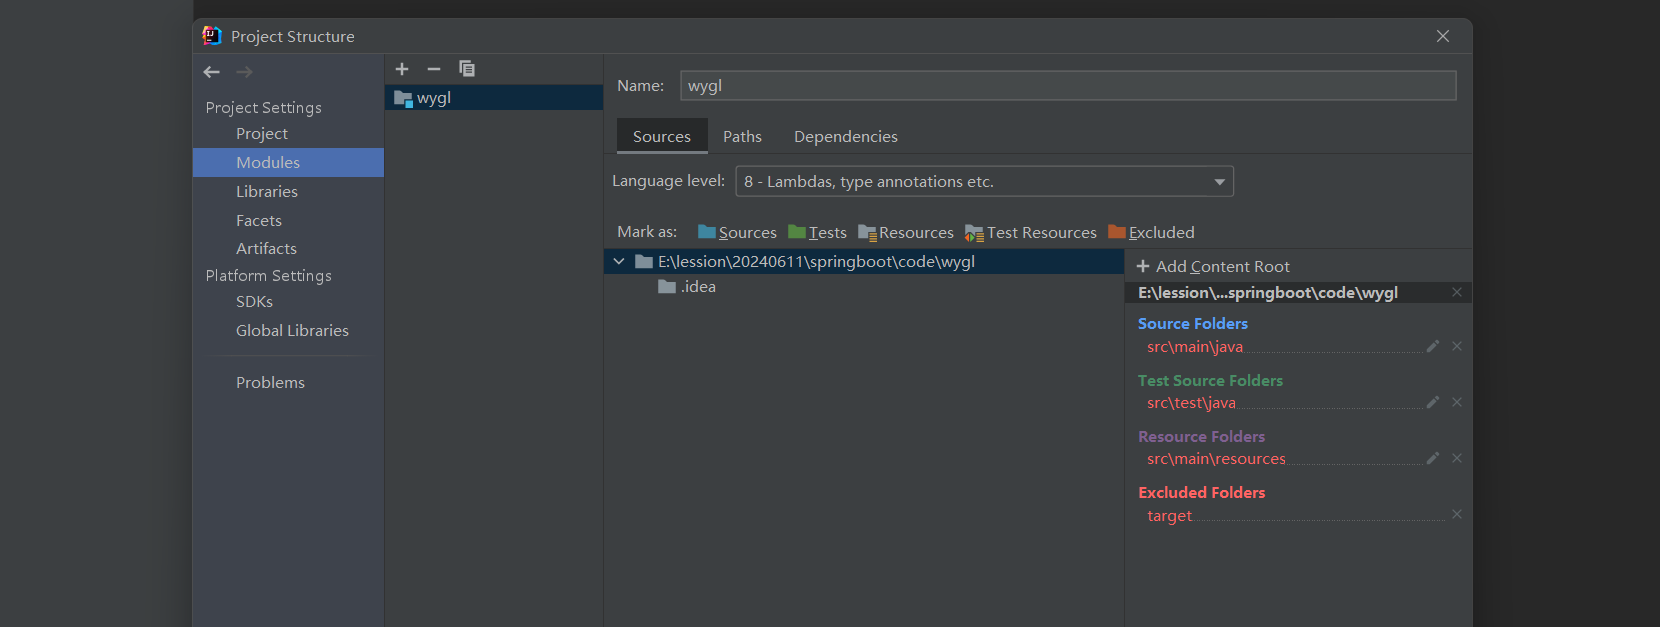 Project Structure
Project Settings
Project
Modules
Libraries
Facets
Artifacts
Platform Settings
SDKs
Global Libraries
Problems
wygl
Name: wygl
Sources Paths Dependencies
Language level: 8 - Lambdas, type annotations etc.
Mark as: Sources Tests Resources Test Resources Excluded
E:\lession\20240611\springboot\code\wygl
.idea
Add Content Root
E:\lession\...springboot\code\wygl
Source Folders
src\main\java
Test Source Folders
src\test\java
Resource Folders
src\main\resources
Excluded Folders
target